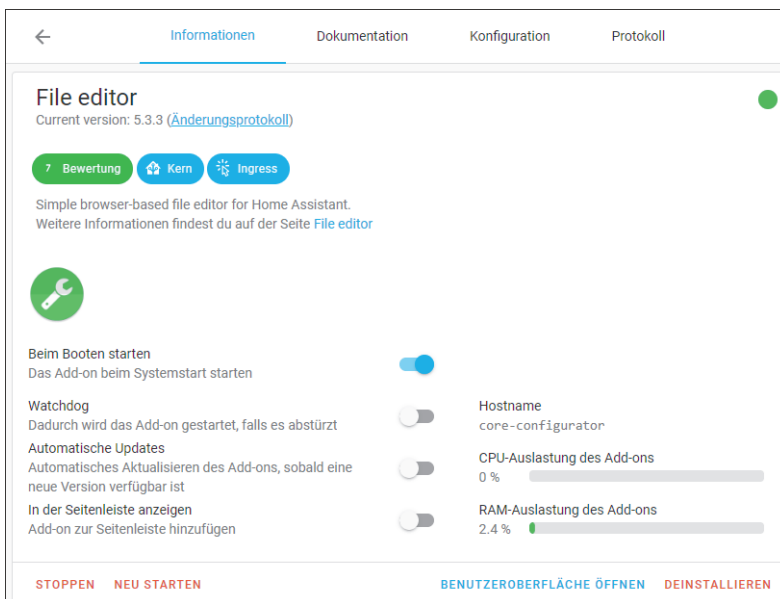 Informationen Dokumentation Konfiguration Protokoll
File editor
Current version: 5.3.3 (Änderungsprotokoll)
7 Bewertung Kern Ingress
Simple browser-based file editor for Home Assistant.
Weitere Informationen findest du auf der Seite File editor
Beim Booten starten
Das Add-on beim Systemstart starten
Watchdog
Dadurch wird das Add-on gestartet, falls es abstürzt
Automatische Updates
Automatisches Aktualisieren des Add-ons, sobald eine
neue Version verfügbar ist
In der Seitenleiste anzeigen
Add-on zur Seitenleiste hinzufügen
Hostname
core-configurator
CPU-Auslastung des Add-ons
0 %
RAM-Auslastung des Add-ons
2.4 %
STOPPEN NEU STARTEN BENUTZEROBERFLÄCHE ÖFFNEN DEINSTALLIEREN